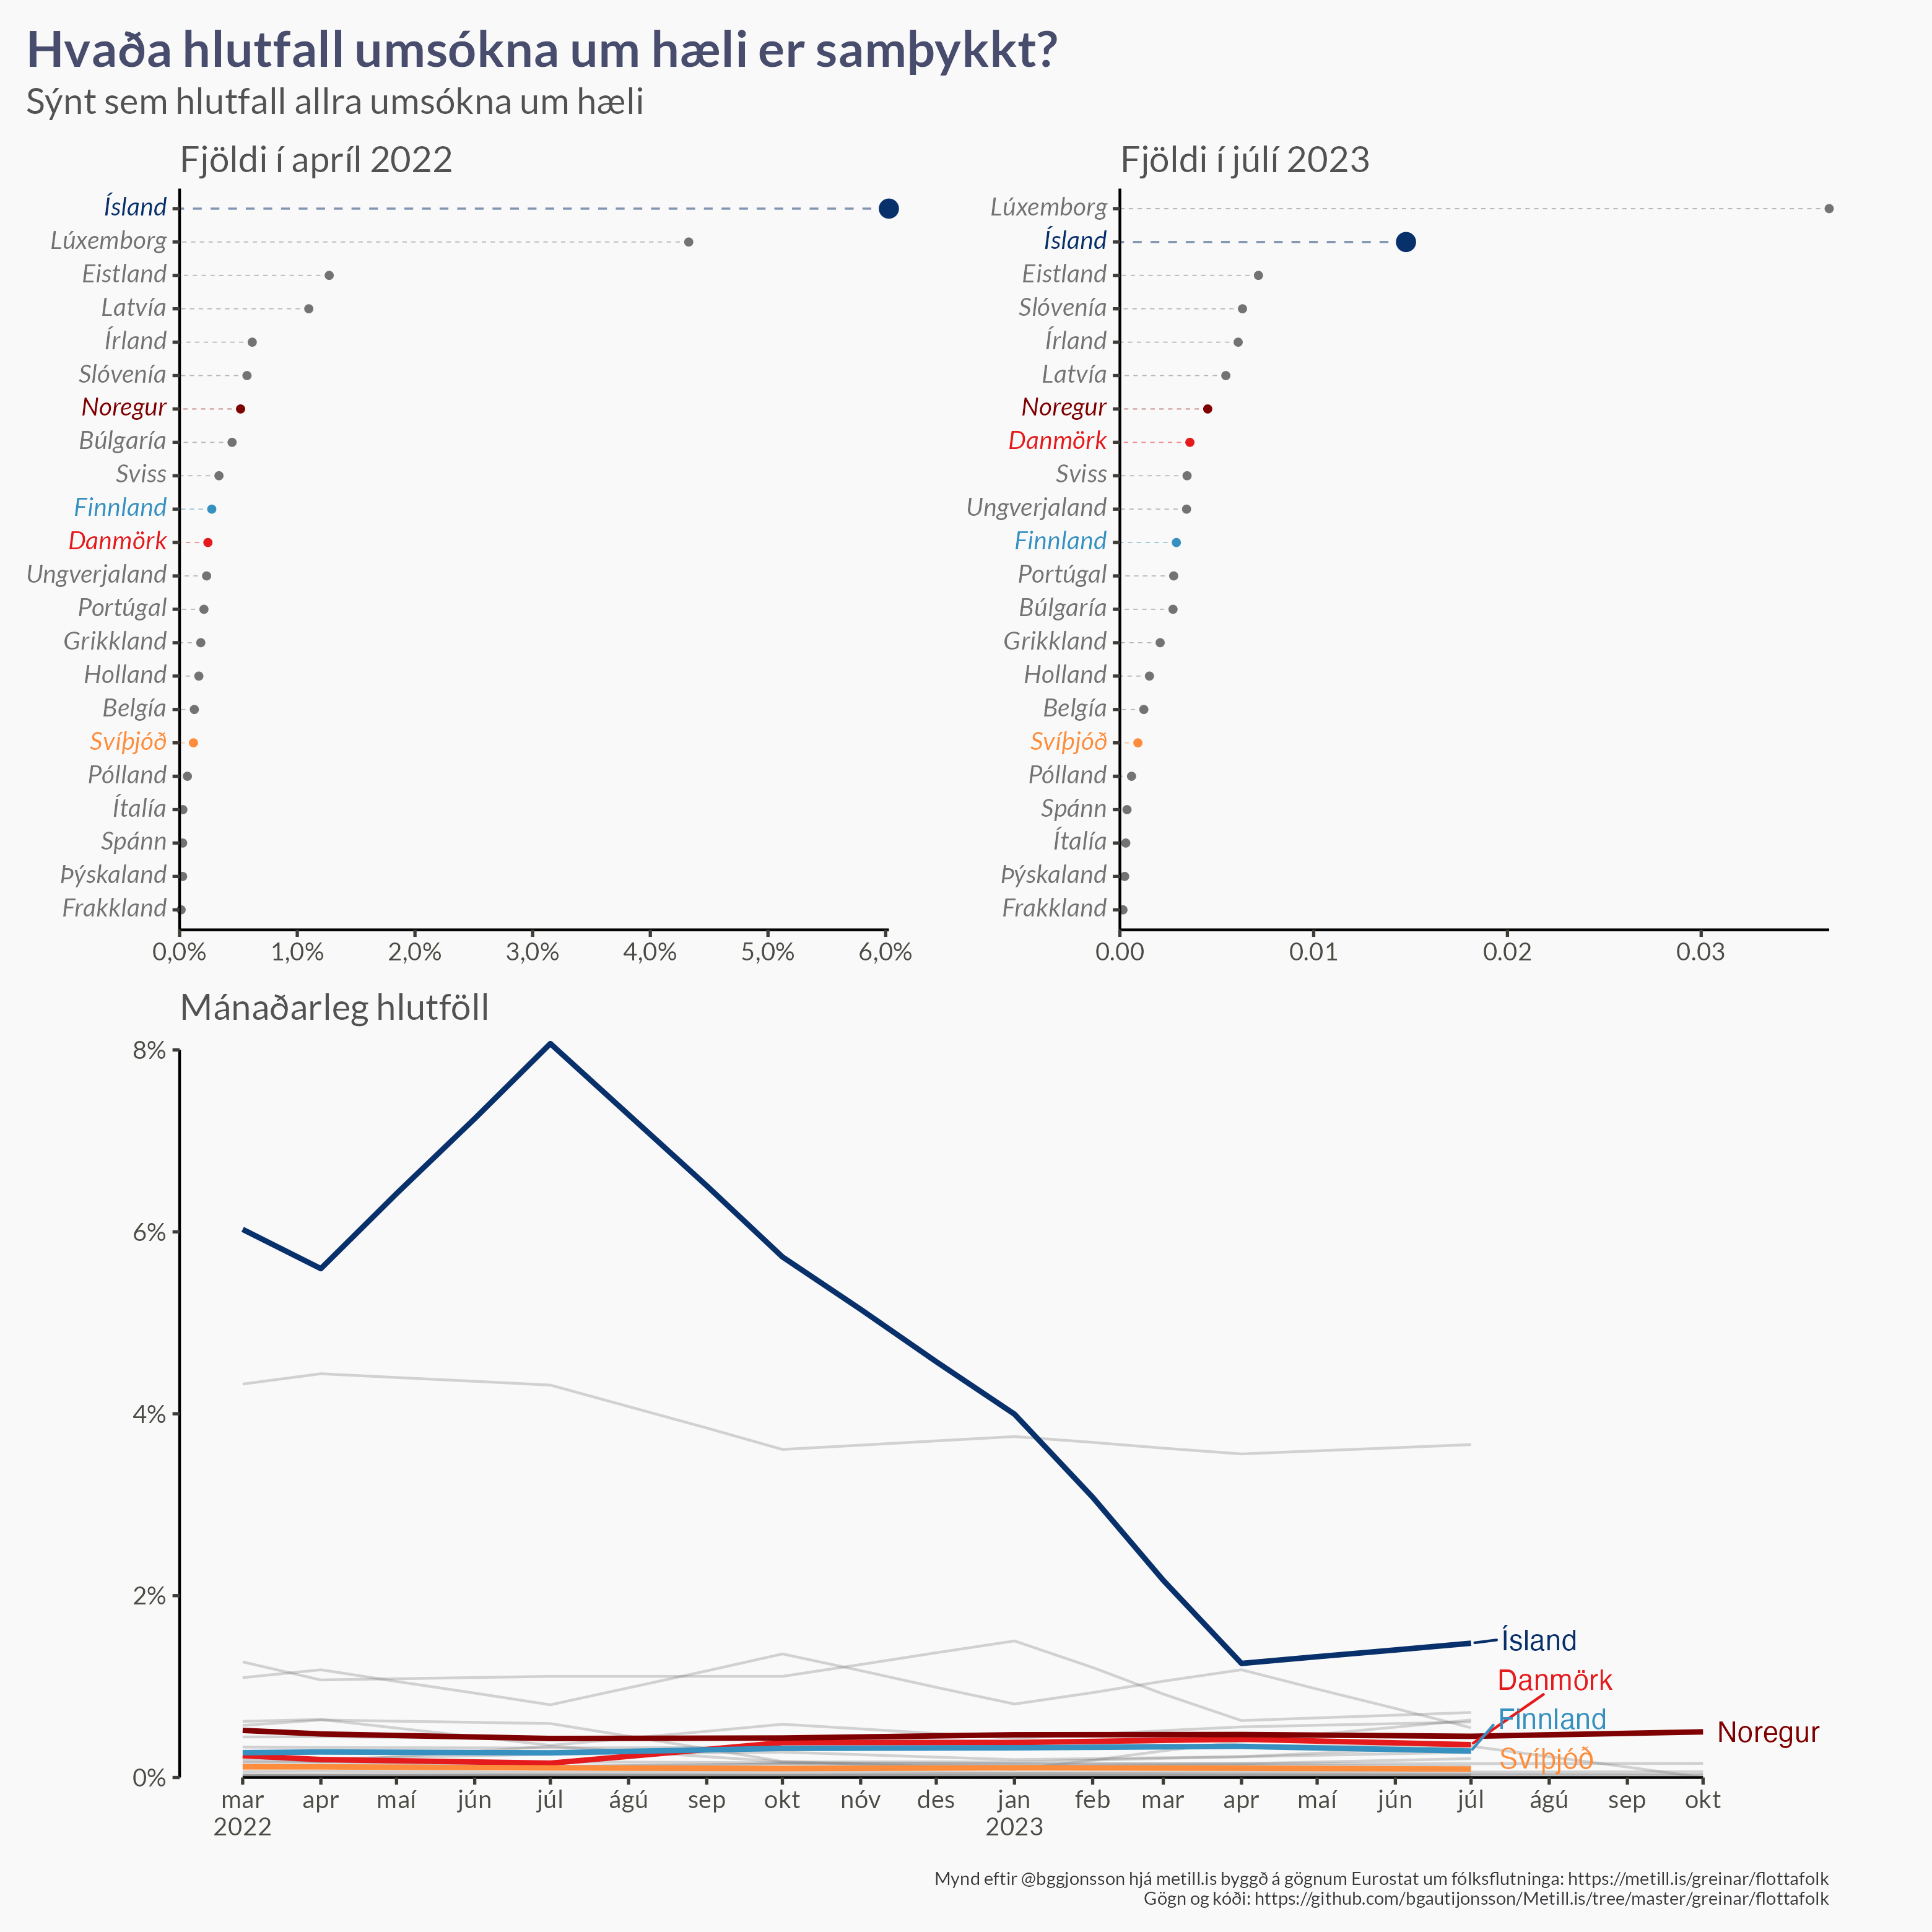 Hvaða hlutfall umsókna um hæli er samþykkt?
Sýnt sem hlutfall allra umsókna um hæli
Fjöldi í apríl 2022
Ísland
Lúxemborg
Eistland
Latvía
Írland
Slóvenía
Noregur
Búlgaría
Sviss
Finnland
Danmörk
Ungverjaland
Portúgal
Grikkland
Holland
Belgía
Svíþjóð
Pólland
Ítalía
Spánn
Þýskaland
Frakkland
0,0% 1,0% 2,0% 3,0% 4,0% 5,0% 6,0%
Fjöldi í júlí 2023
Lúxemborg
Ísland
Eistland
Slóvenía
Írland
Latvía
Noregur
Danmörk
Sviss
Ungverjaland
Finnland
Portúgal
Búlgaría
Grikkland
Holland
Belgía
Svíþjóð
Pólland
Spánn
Ítalía
Þýskaland
Frakkland
0.00 0.01 0.02 0.03
Mánaðarleg hlutföll
8%
6%
4%
2%
0%
Ísland
Danmörk
Finnland
Noregur
Svíþjóð
mar apr maí jún júl ágú sep okt nóv des jan feb mar apr maí jún júl ágú sep okt
2022 2023
Mynd eftir @bggjonsson hjá metill.is byggð á gögnum Eurostat um fólksflutninga: https://metill.is/greinar/flottafolk
Gögn og kóði: https://github.com/bgautijonsson/Metill.is/tree/master/greinar/flottafolk